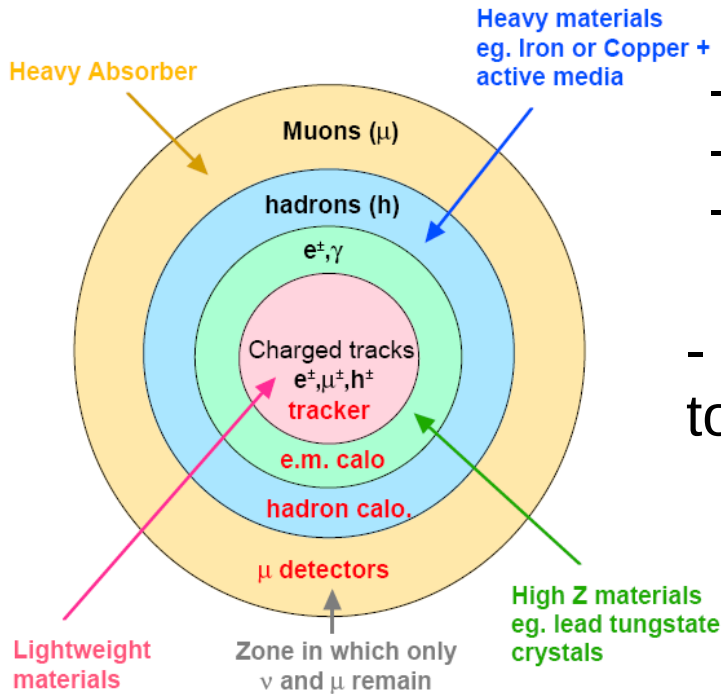 Heavy materials
eg. Iron or Copper +
active media
Heavy Absorber
Muons (μ)
hadrons (h)
e±,γ
Charged tracks
e±,μ±,h±
tracker
e.m. calo
hadron calo.
μ detectors
Lightweight
materials
Zone in which only
ν and μ remain
High Z materials
eg. lead tungstate
crystals
-
-
-
-
to